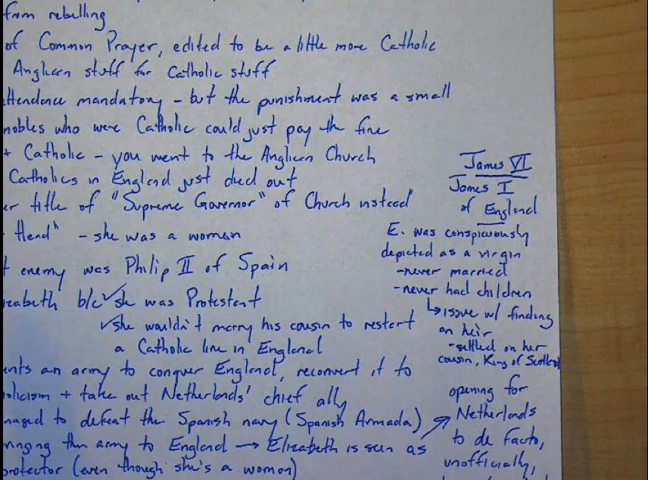 from rebelling
of Common Prayer, edited to be a little more Catholic
Anglican stuff for Catholic stuff
attendance mandatory - but the punishment was a small
nobles who were Catholic could just pay the fine
+ Catholic - you went to the Anglican Church
Catholics in England just died out
er title of "Supreme Governor" of Church instead
Head" - she was a woman
t enemy was Philip II of Spain
izabeth b/c ✓she was Protestant
✓she wouldn't marry his cousin to restart
a Catholic line in England
ents an army to conquer England, reconvert it to
olicism + take out Netherlands' chief ally
naged to defeat the Spanish navy (Spanish Armada)
ringing the army to England → Elizabeth is seen as
protector (even though she's a woman)
James VI
James I
of England
E. was conspicuously
depicted as a virgin
-never married
-never had children
↳issue w/ finding
an heir
-settled on her
cousin, King of Scotland
opening for
Netherlands
to de facto,
unofficially,